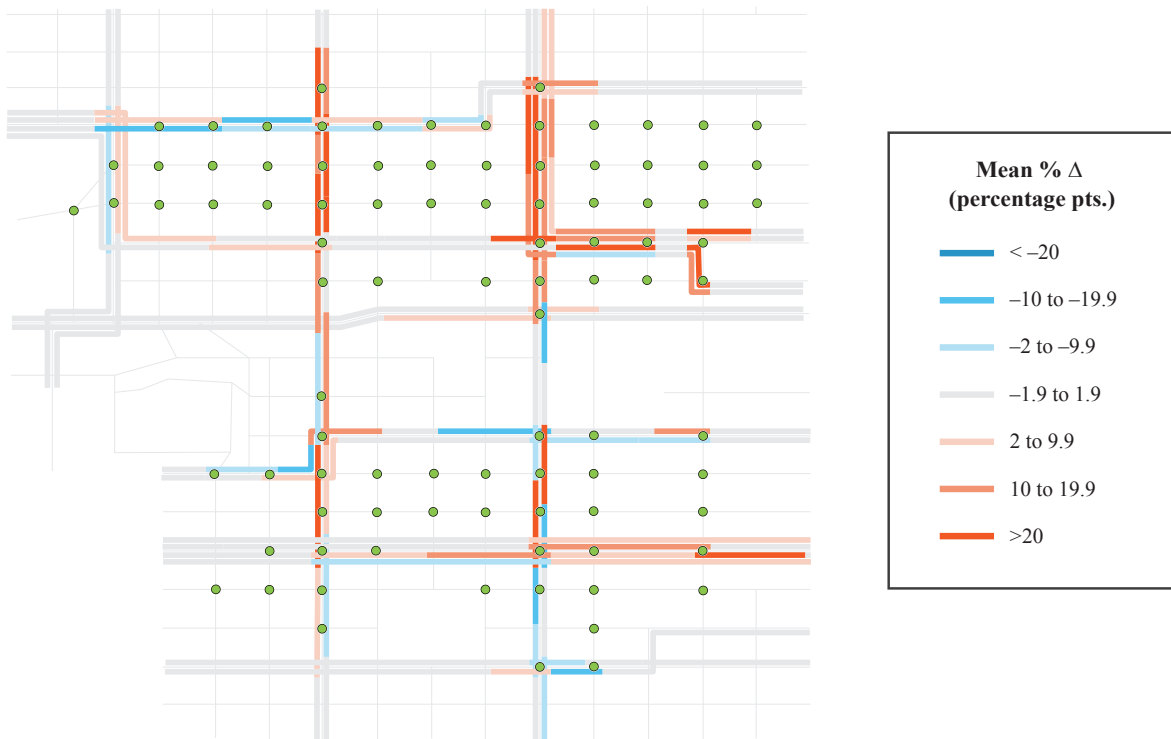 Mean % Δ
(percentage pts.)
< –20
–10 to –19.9
–2 to –9.9
–1.9 to 1.9
2 to 9.9
10 to 19.9
>20